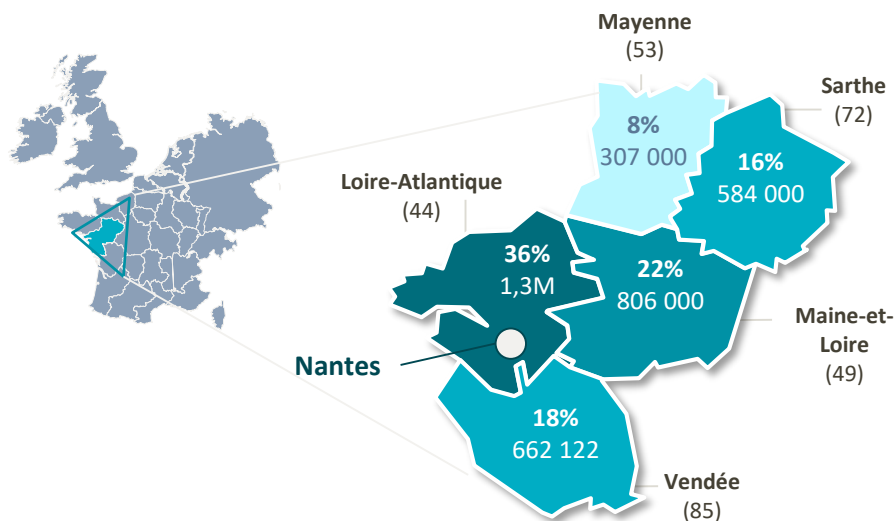 Mayenne
(53)
Sarthe
(72)
8%
307 000
16%
584 000
Loire-Atlantique
(44)
36%
1,3M
22%
806 000
Maine-et-
Loire
(49)
Nantes
18%
662 122
Vendée
(85)